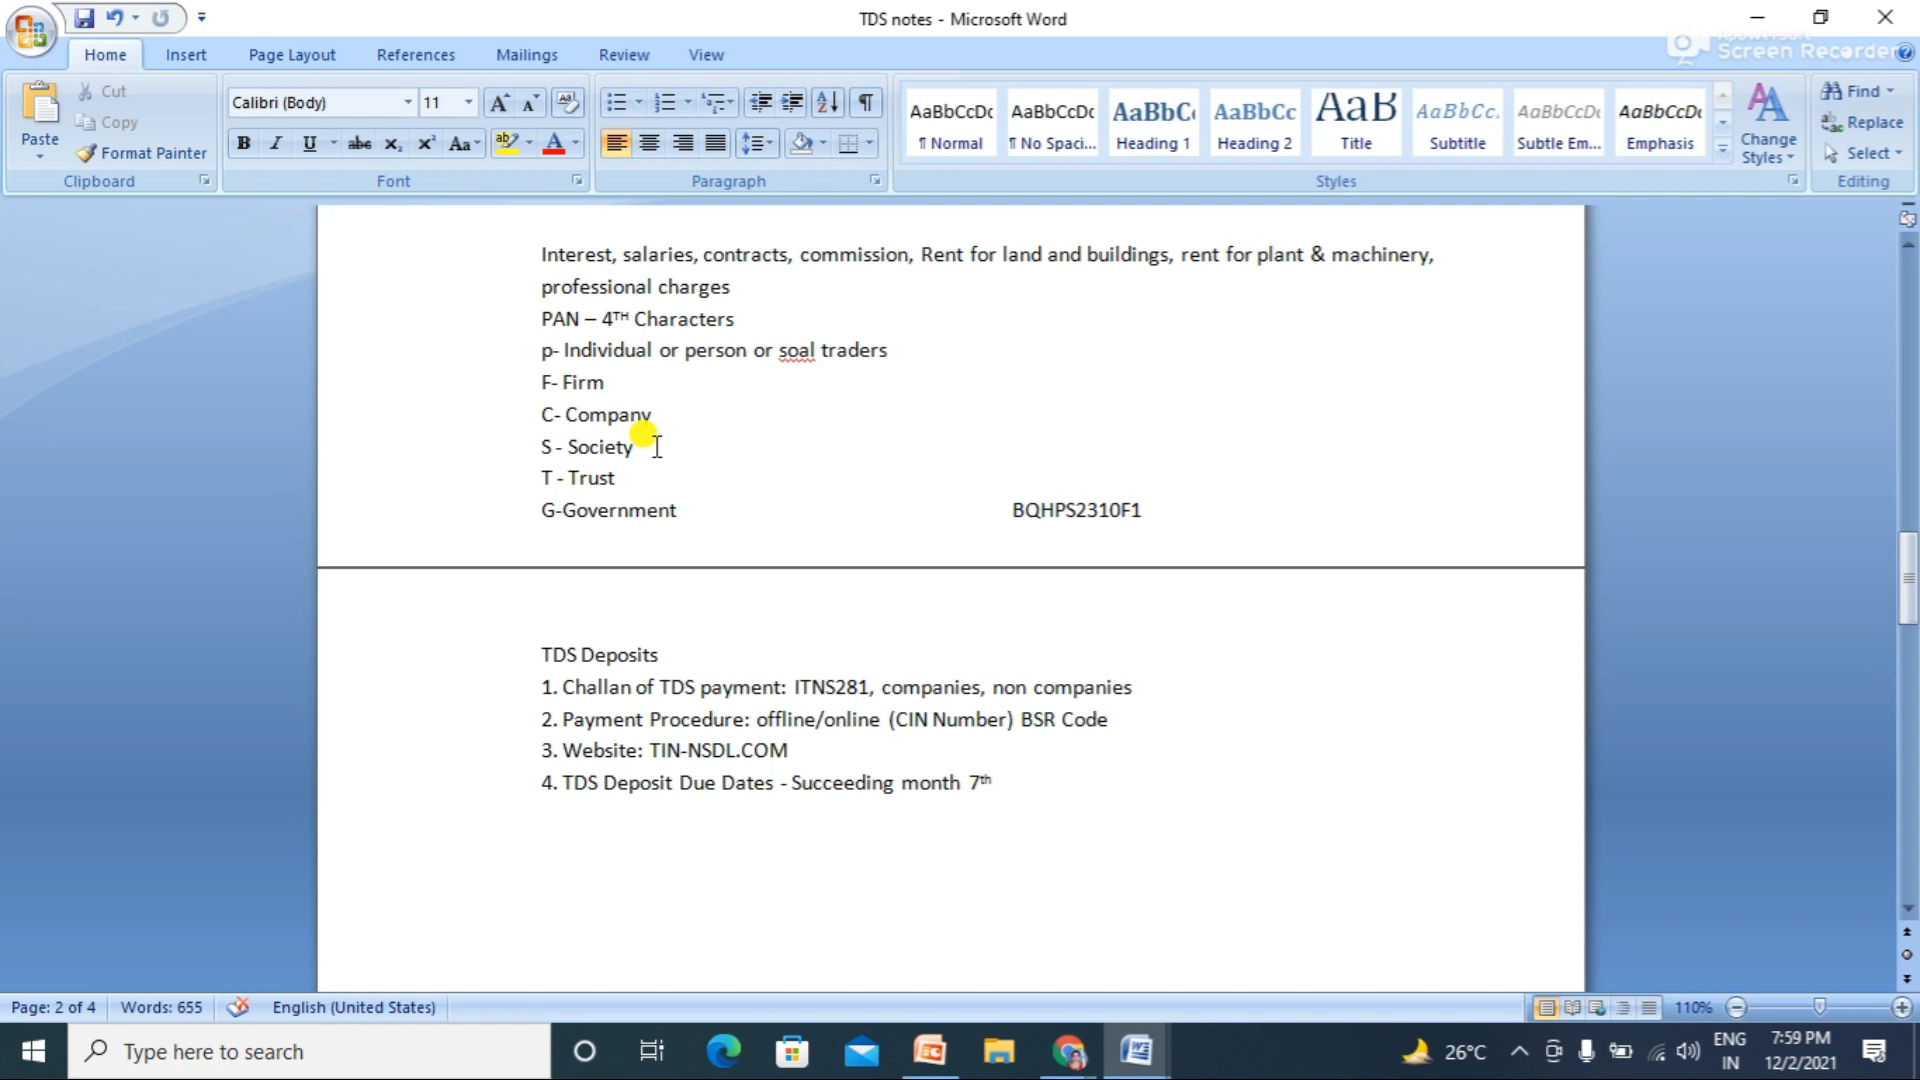 TDS notes - Microsoft Word
Screen Recorder
Home Insert Page Layout References Mailings Review View
Paste
Cut
Copy
Format Painter
Clipboard
Calibri (Body) 11
Font
Paragraph
AaBbCcDc AaBbCcDc AaBbC AaBbCc AaB AaBbCc. AaBbCcDc AaBbCcDc
¶ Normal ¶ No Spaci... Heading 1 Heading 2 Title Subtitle Subtle Em... Emphasis
Change Styles
Styles
Find
Replace
Select
Editing
Interest, salaries, contracts, commission, Rent for land and buildings, rent for plant & machinery,
professional charges
PAN – 4TH Characters
p- Individual or person or soal traders
F- Firm
C- Company
S - Society
T - Trust
G-Government BQHPS2310F1
TDS Deposits
1. Challan of TDS payment: ITNS281, companies, non companies
2. Payment Procedure: offline/online (CIN Number) BSR Code
3. Website: TIN-NSDL.COM
4. TDS Deposit Due Dates - Succeeding month 7th
Page: 2 of 4 Words: 655 English (United States) 110%
Type here to search
26°C
ENG
IN
7:59 PM
12/2/2021